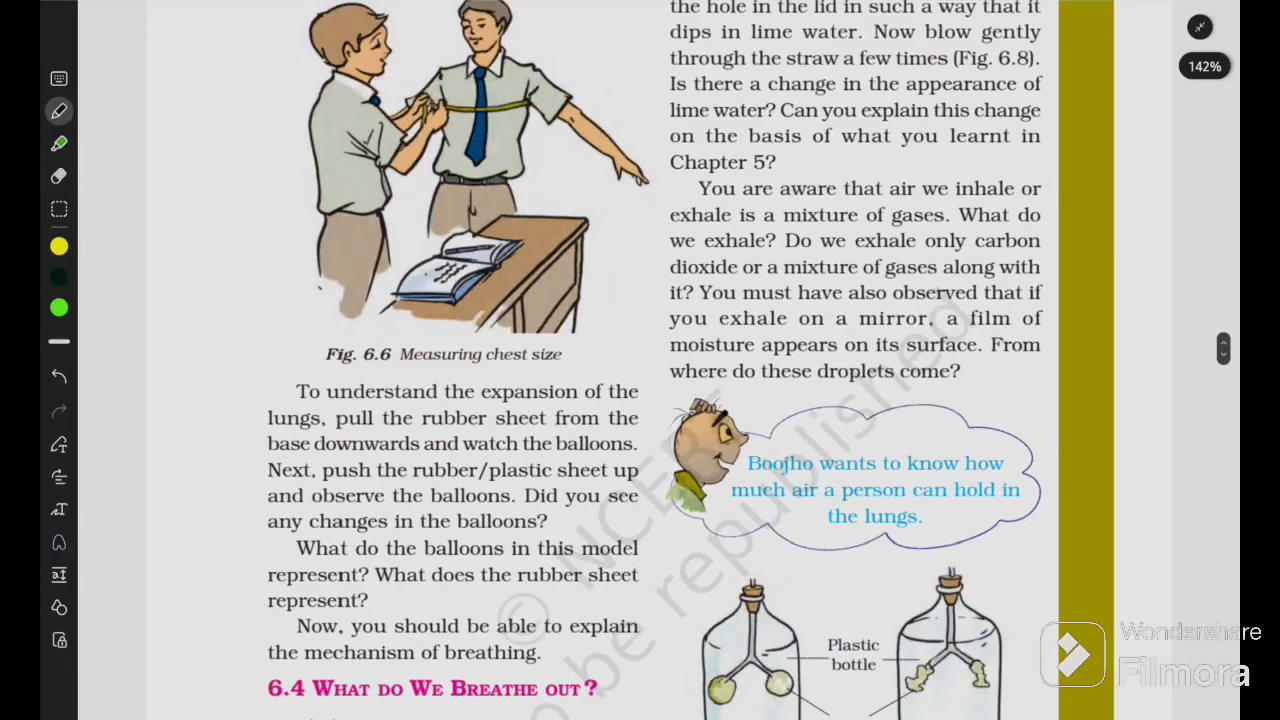 Fig. 6.6 Measuring chest size
To understand the expansion of the
lungs, pull the rubber sheet from the
base downwards and watch the balloons.
Next, push the rubber/plastic sheet up
and observe the balloons. Did you see
any changes in the balloons?
What do the balloons in this model
represent? What does the rubber sheet
represent?
Now, you should be able to explain
the mechanism of breathing.
6.4 WHAT DO WE BREATHE OUT?
the hole in the lid in such a way that it
dips in lime water. Now blow gently
through the straw a few times (Fig. 6.8).
Is there a change in the appearance of
lime water? Can you explain this change
on the basis of what you learnt in
Chapter 5?
You are aware that air we inhale or
exhale is a mixture of gases. What do
we exhale? Do we exhale only carbon
dioxide or a mixture of gases along with
it? You must have also observed that if
you exhale on a mirror, a film of
moisture appears on its surface. From
where do these droplets come?
Boojho wants to know how
much air a person can hold in
the lungs.
Plastic
bottle
© NCERT
be republished
142%
Wondershare
Filmora